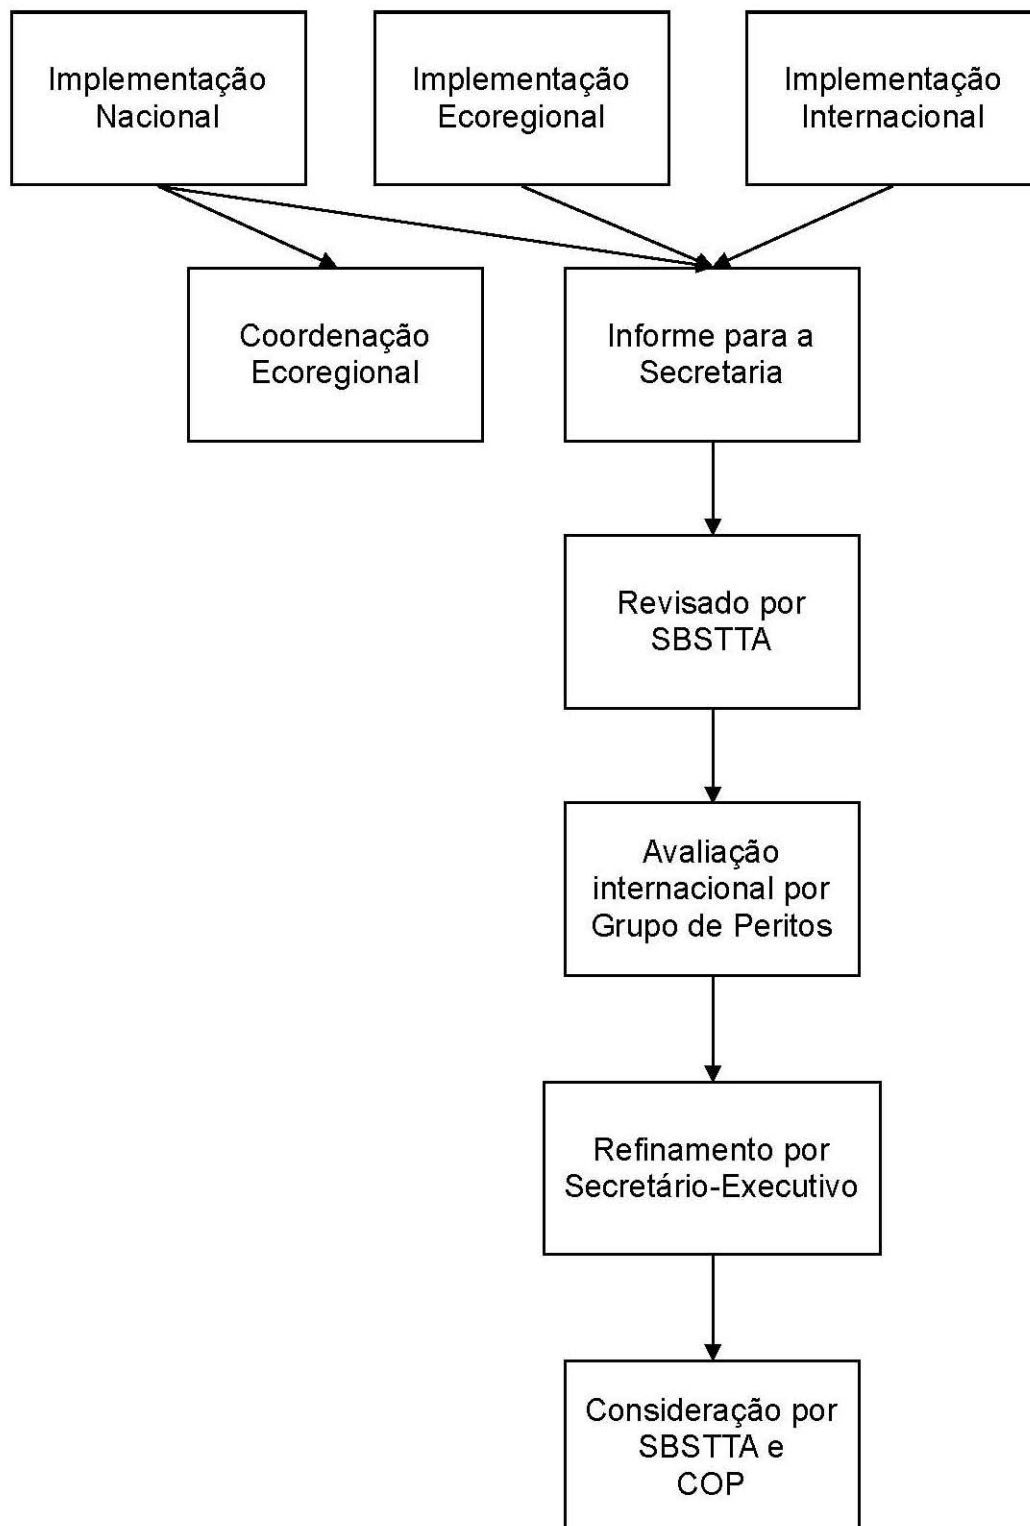 Implementação
Nacional
Implementação
Ecoregional
Implementação
Internacional
Coordenação
Ecoregional
Informe para a
Secretaria
Revisado por
SBSTTA
Avaliação
internacional por
Grupo de Peritos
Refinamento por
Secretário-Executivo
Consideração por
SBSTTA e
COP